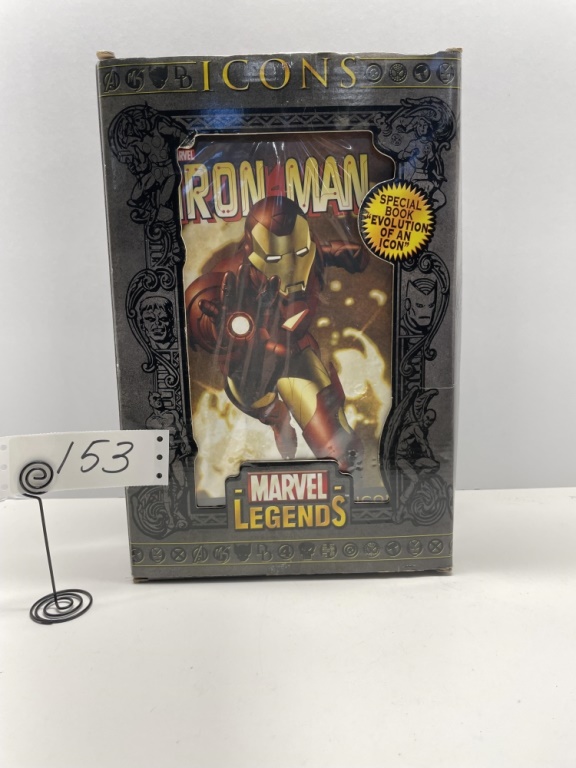 ICONS
MARVEL
IRON MAN
SPECIAL
BOOK
"EVOLUTION
OF AN
ICON"
153
MARVEL
LEGENDS